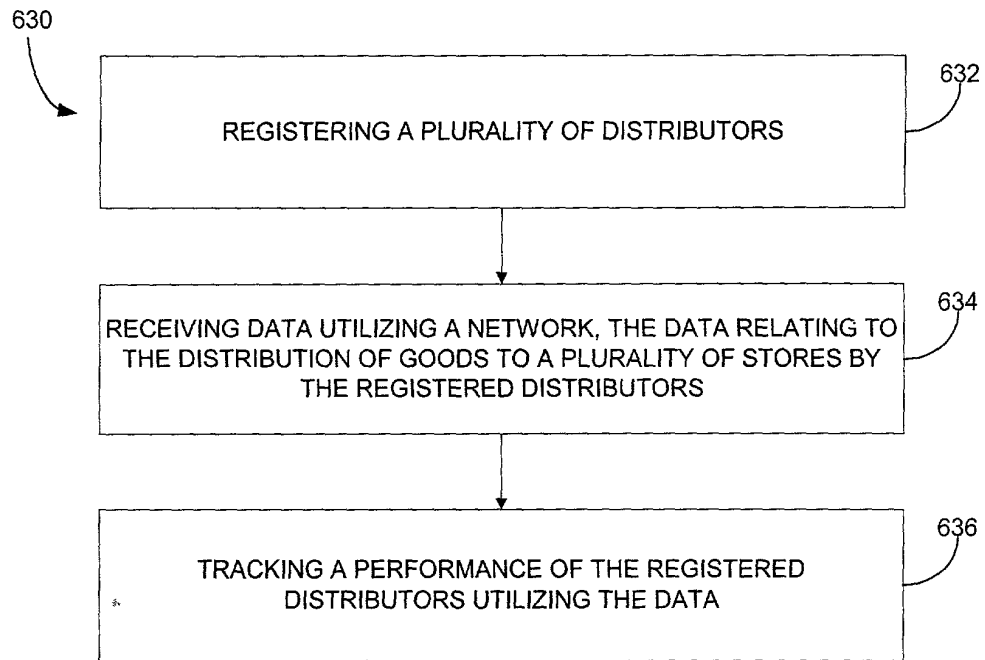 630
632
REGISTERING A PLURALITY OF DISTRIBUTORS
634
RECEIVING DATA UTILIZING A NETWORK, THE DATA RELATING TO
THE DISTRIBUTION OF GOODS TO A PLURALITY OF STORES BY
THE REGISTERED DISTRIBUTORS
636
TRACKING A PERFORMANCE OF THE REGISTERED
DISTRIBUTORS UTILIZING THE DATA